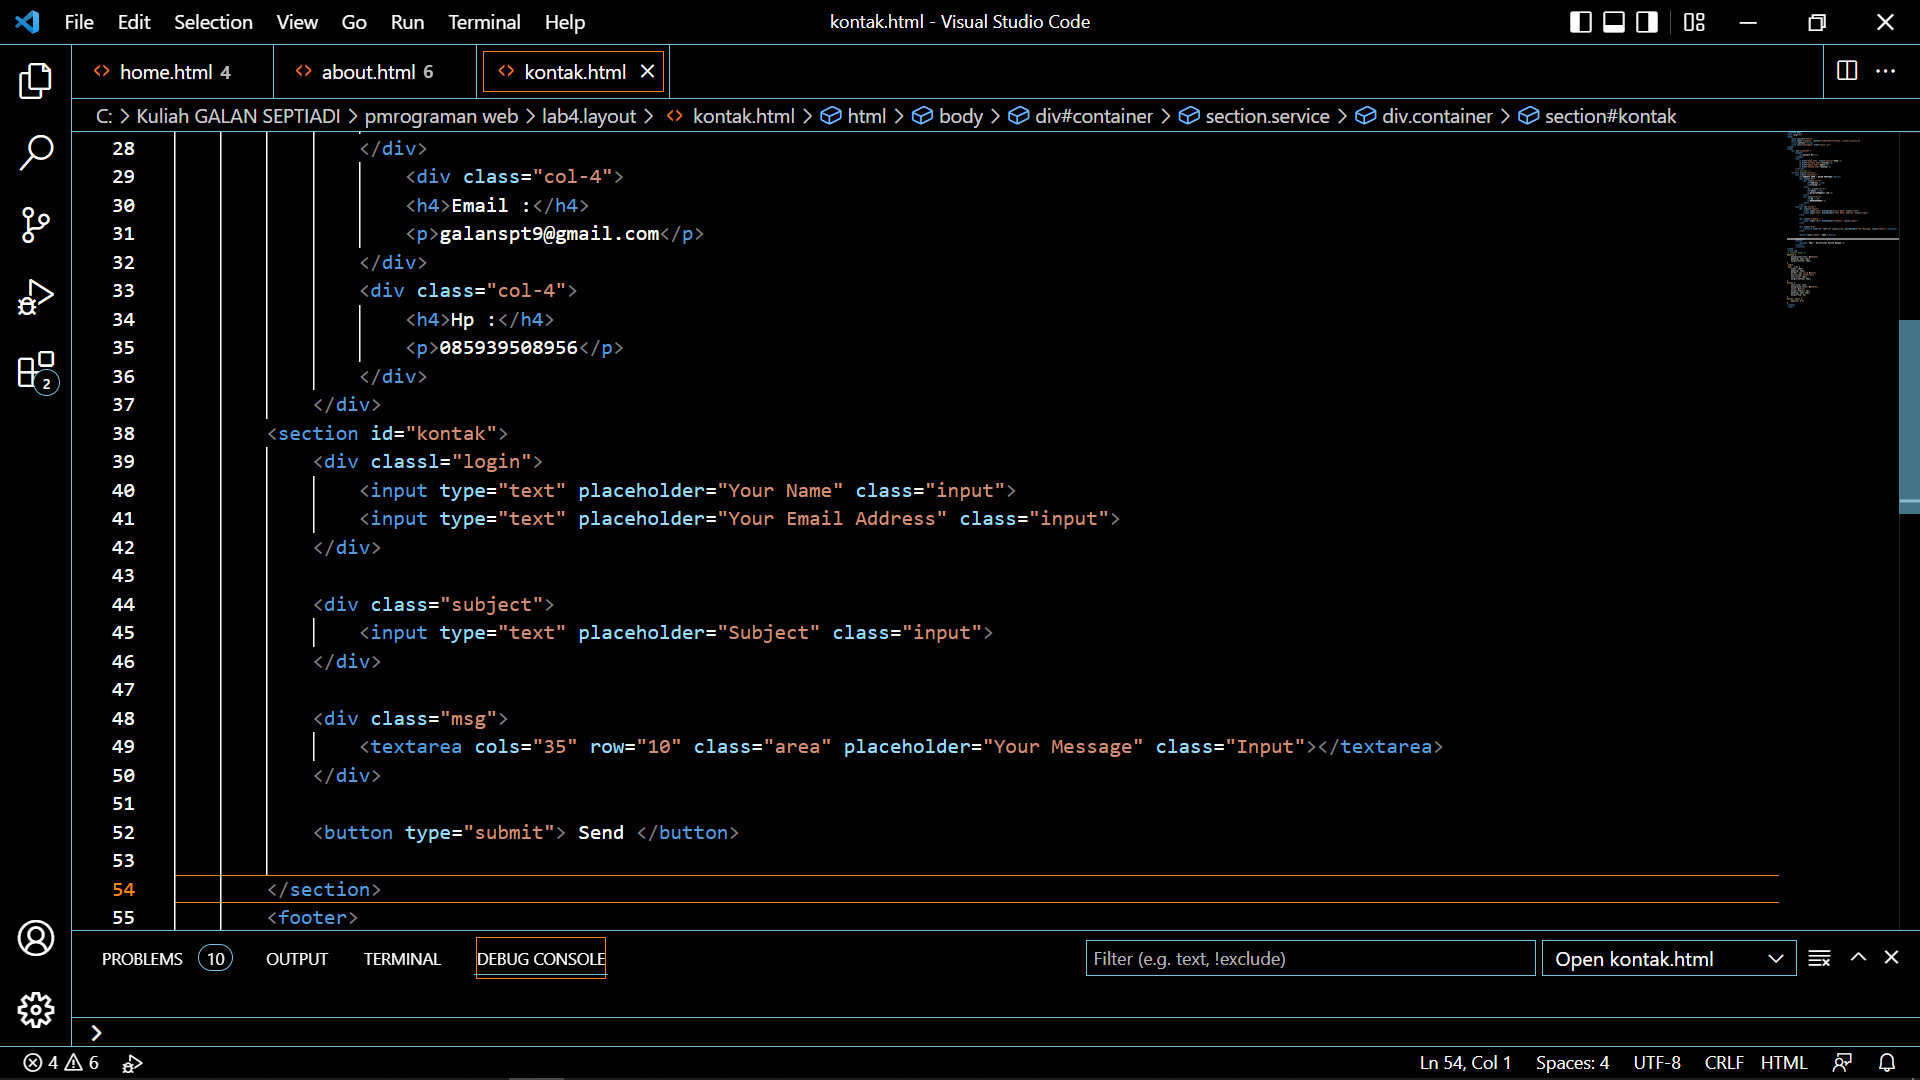 File Edit Selection View Go Run Terminal Help kontak.html - Visual Studio Code
home.html 4 about.html 6 kontak.html
C: > Kuliah GALAN SEPTIADI > pmrograman web > lab4.layout > kontak.html > html > body > div#container > section.service > div.container > section#kontak
28 </div>
29 <div class="col-4">
30 <h4>Email :</h4>
31 <p>galanspt9@gmail.com</p>
32 </div>
33 <div class="col-4">
34 <h4>Hp :</h4>
35 <p>085939508956</p>
36 </div>
37 </div>
38 <section id="kontak">
39 <div classl="login">
40 <input type="text" placeholder="Your Name" class="input">
41 <input type="text" placeholder="Your Email Address" class="input">
42 </div>
43
44 <div class="subject">
45 <input type="text" placeholder="Subject" class="input">
46 </div>
47
48 <div class="msg">
49 <textarea cols="35" row="10" class="area" placeholder="Your Message" class="Input"></textarea>
50 </div>
51
52 <button type="submit"> Send </button>
53
54 </section>
55 <footer>
2
PROBLEMS 10 OUTPUT TERMINAL DEBUG CONSOLE Filter (e.g. text, !exclude) Open kontak.html
4 6 Ln 54, Col 1 Spaces: 4 UTF-8 CRLF HTML